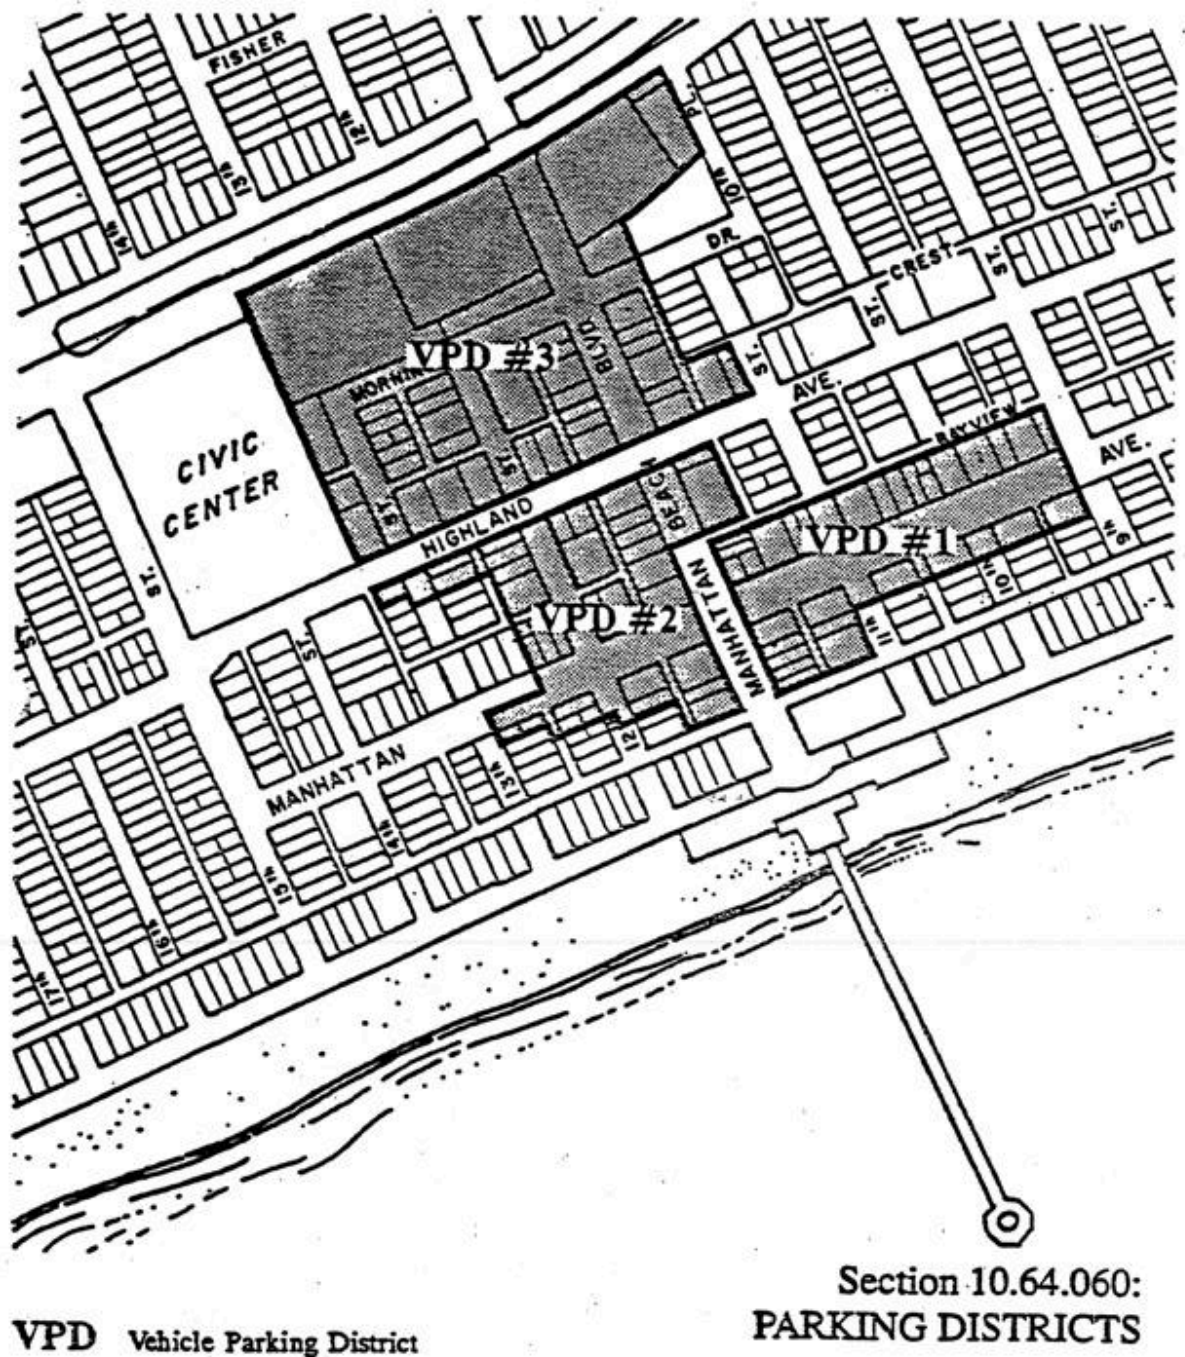 FISHER
12th
13th
14th
PL.
10TH
DR.
CREST
ST.
ST.
ST.
VPD #3
BLVD
ST.
AVE.
CIVIC
CENTER
ST.
ST.
HIGHLAND
BEACH
AVE.
VPD #1
9th
10TH
11th
VPD #2
MANHATTAN
ST.
ST.
12
13th
MANHATTAN
14th
15th
16th
17th
Section 10.64.060:
PARKING DISTRICTS
VPD Vehicle Parking District